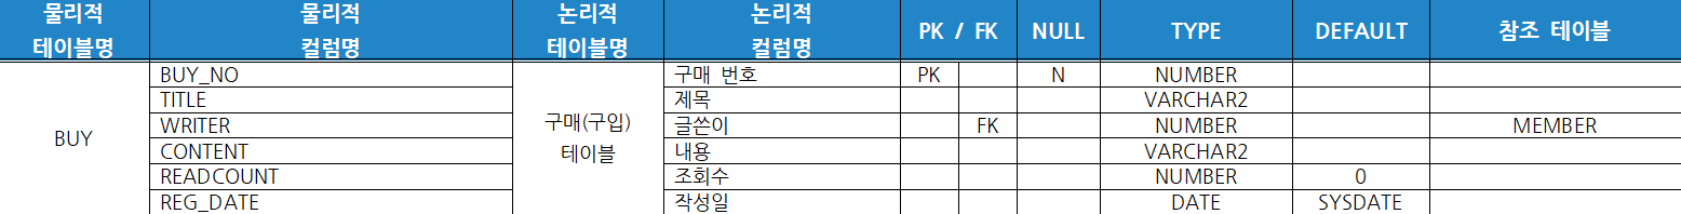 물리적 테이블명 물리적 컬럼명 논리적 테이블명 논리적 컬럼명 PK / FK NULL TYPE DEFAULT 참조 테이블
BUY 구매(구입) 테이블
BUY_NO 구매 번호 PK N NUMBER
TITLE 제목 VARCHAR2
WRITER 글쓴이 FK NUMBER MEMBER
CONTENT 내용 VARCHAR2
READCOUNT 조회수 NUMBER 0
REG_DATE 작성일 DATE SYSDATE